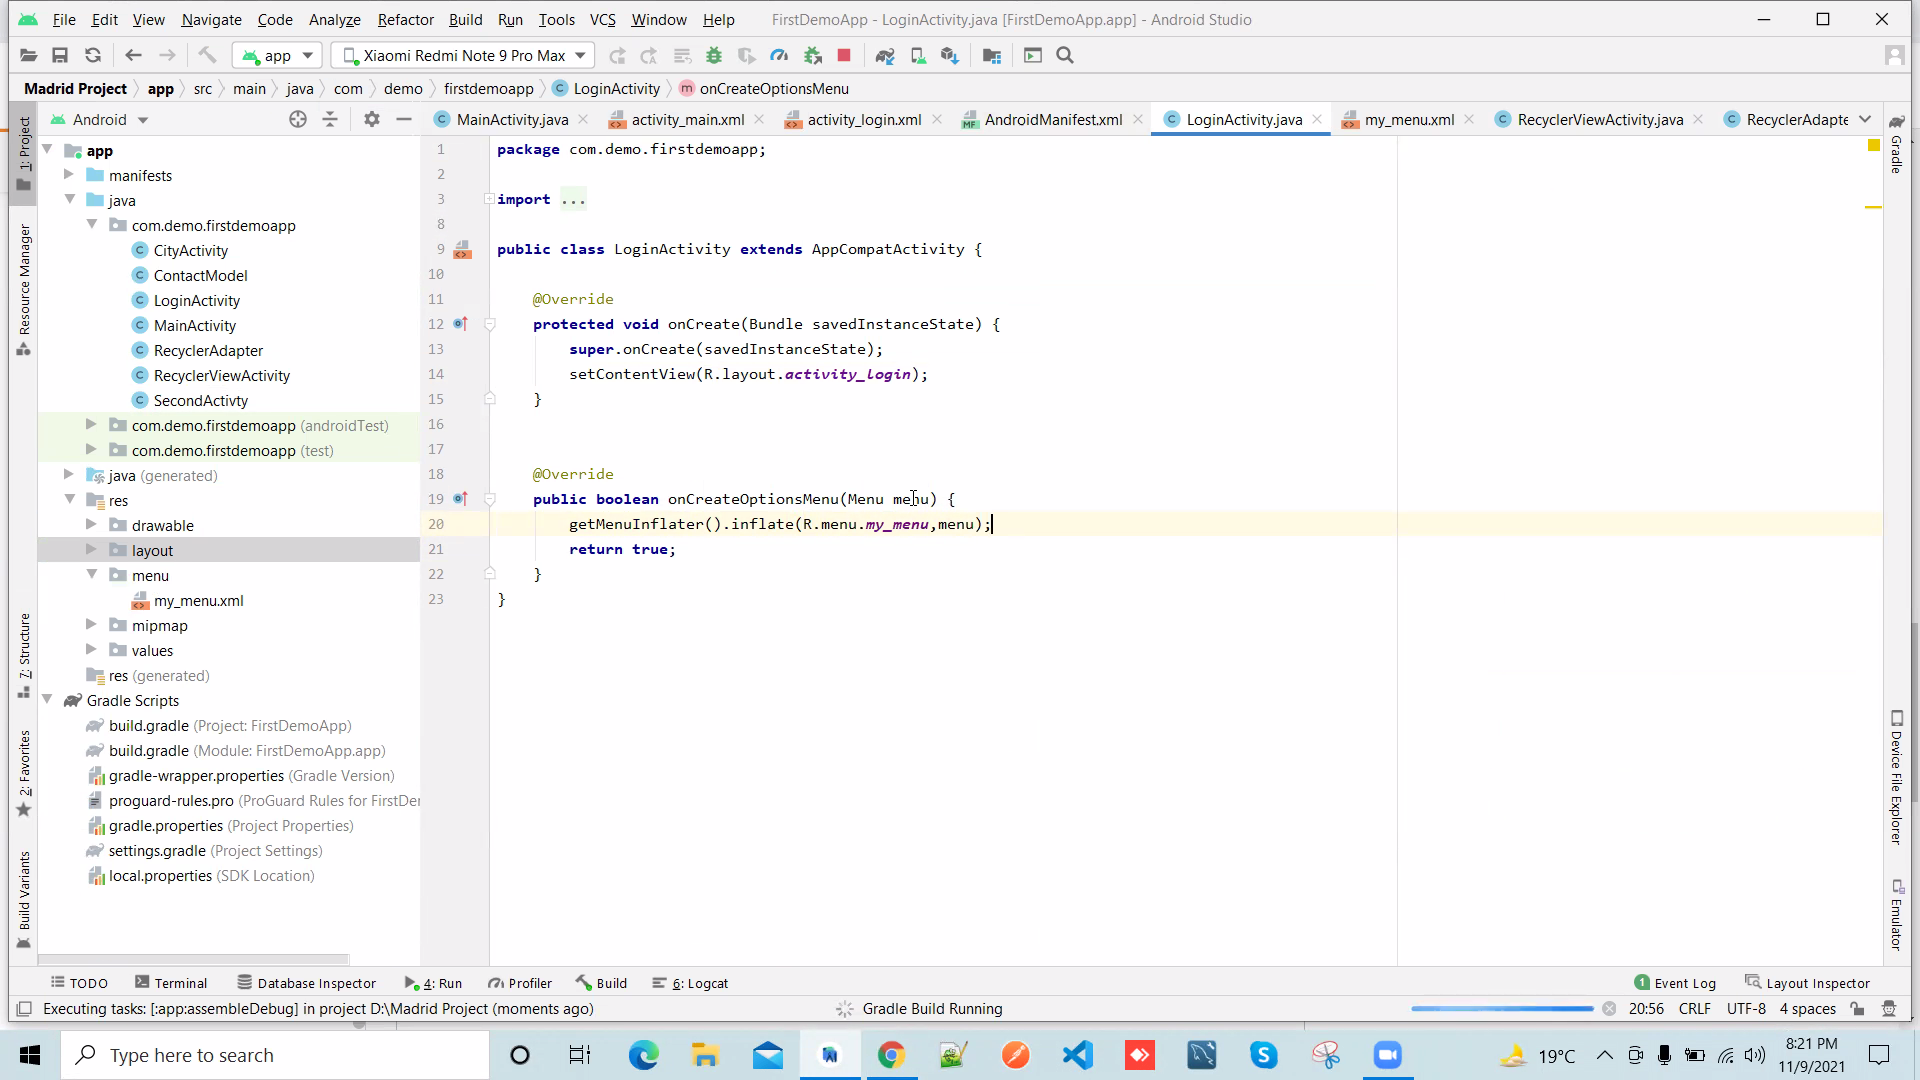 File Edit View Navigate Code Analyze Refactor Build Run Tools VCS Window Help FirstDemoApp - LoginActivity.java [FirstDemoApp.app] - Android Studio
app Xiaomi Redmi Note 9 Pro Max
Madrid Project app src main java com demo firstdemoapp LoginActivity onCreateOptionsMenu
Android MainActivity.java activity_main.xml activity_login.xml AndroidManifest.xml LoginActivity.java my_menu.xml RecyclerViewActivity.java RecyclerAdapte
1: Project
Resource Manager
7: Structure
2: Favorites
Build Variants
app
manifests
java
com.demo.firstdemoapp
CityActivity
ContactModel
LoginActivity
MainActivity
RecyclerAdapter
RecyclerViewActivity
SecondActivty
com.demo.firstdemoapp (androidTest)
com.demo.firstdemoapp (test)
java (generated)
res
drawable
layout
menu
my_menu.xml
mipmap
values
res (generated)
Gradle Scripts
build.gradle (Project: FirstDemoApp)
build.gradle (Module: FirstDemoApp.app)
gradle-wrapper.properties (Gradle Version)
proguard-rules.pro (ProGuard Rules for FirstDer
gradle.properties (Project Properties)
settings.gradle (Project Settings)
local.properties (SDK Location)
1 package com.demo.firstdemoapp;
2
3 import ...
8
9 public class LoginActivity extends AppCompatActivity {
10
11 @Override
12 protected void onCreate(Bundle savedInstanceState) {
13 super.onCreate(savedInstanceState);
14 setContentView(R.layout.activity_login);
15 }
16
17
18 @Override
19 public boolean onCreateOptionsMenu(Menu menu) {
20 getMenuInflater().inflate(R.menu.my_menu,menu);
21 return true;
22 }
23 }
Gradle
Device File Explorer
Emulator
TODO Terminal Database Inspector 4: Run Profiler Build 6: Logcat 1 Event Log Layout Inspector
Executing tasks: [:app:assembleDebug] in project D:\Madrid Project (moments ago) Gradle Build Running 20:56 CRLF UTF-8 4 spaces
Type here to search 19°C 8:21 PM
11/9/2021